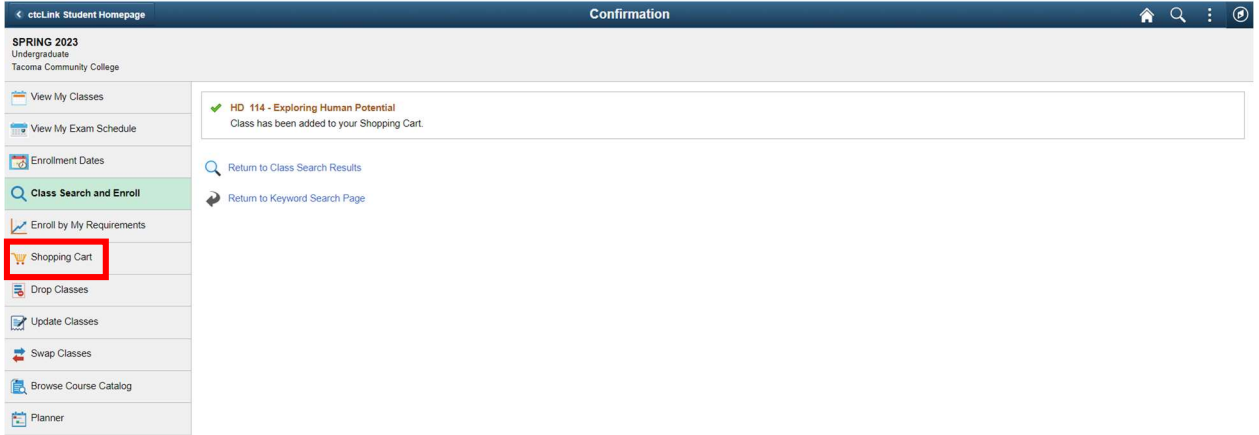 ctcLink Student Homepage
Confirmation
SPRING 2023
Undergraduate
Tacoma Community College
View My Classes
View My Exam Schedule
Enrollment Dates
Class Search and Enroll
Enroll by My Requirements
Shopping Cart
Drop Classes
Update Classes
Swap Classes
Browse Course Catalog
Planner
HD 114 - Exploring Human Potential
Class has been added to your Shopping Cart.
Return to Class Search Results
Return to Keyword Search Page